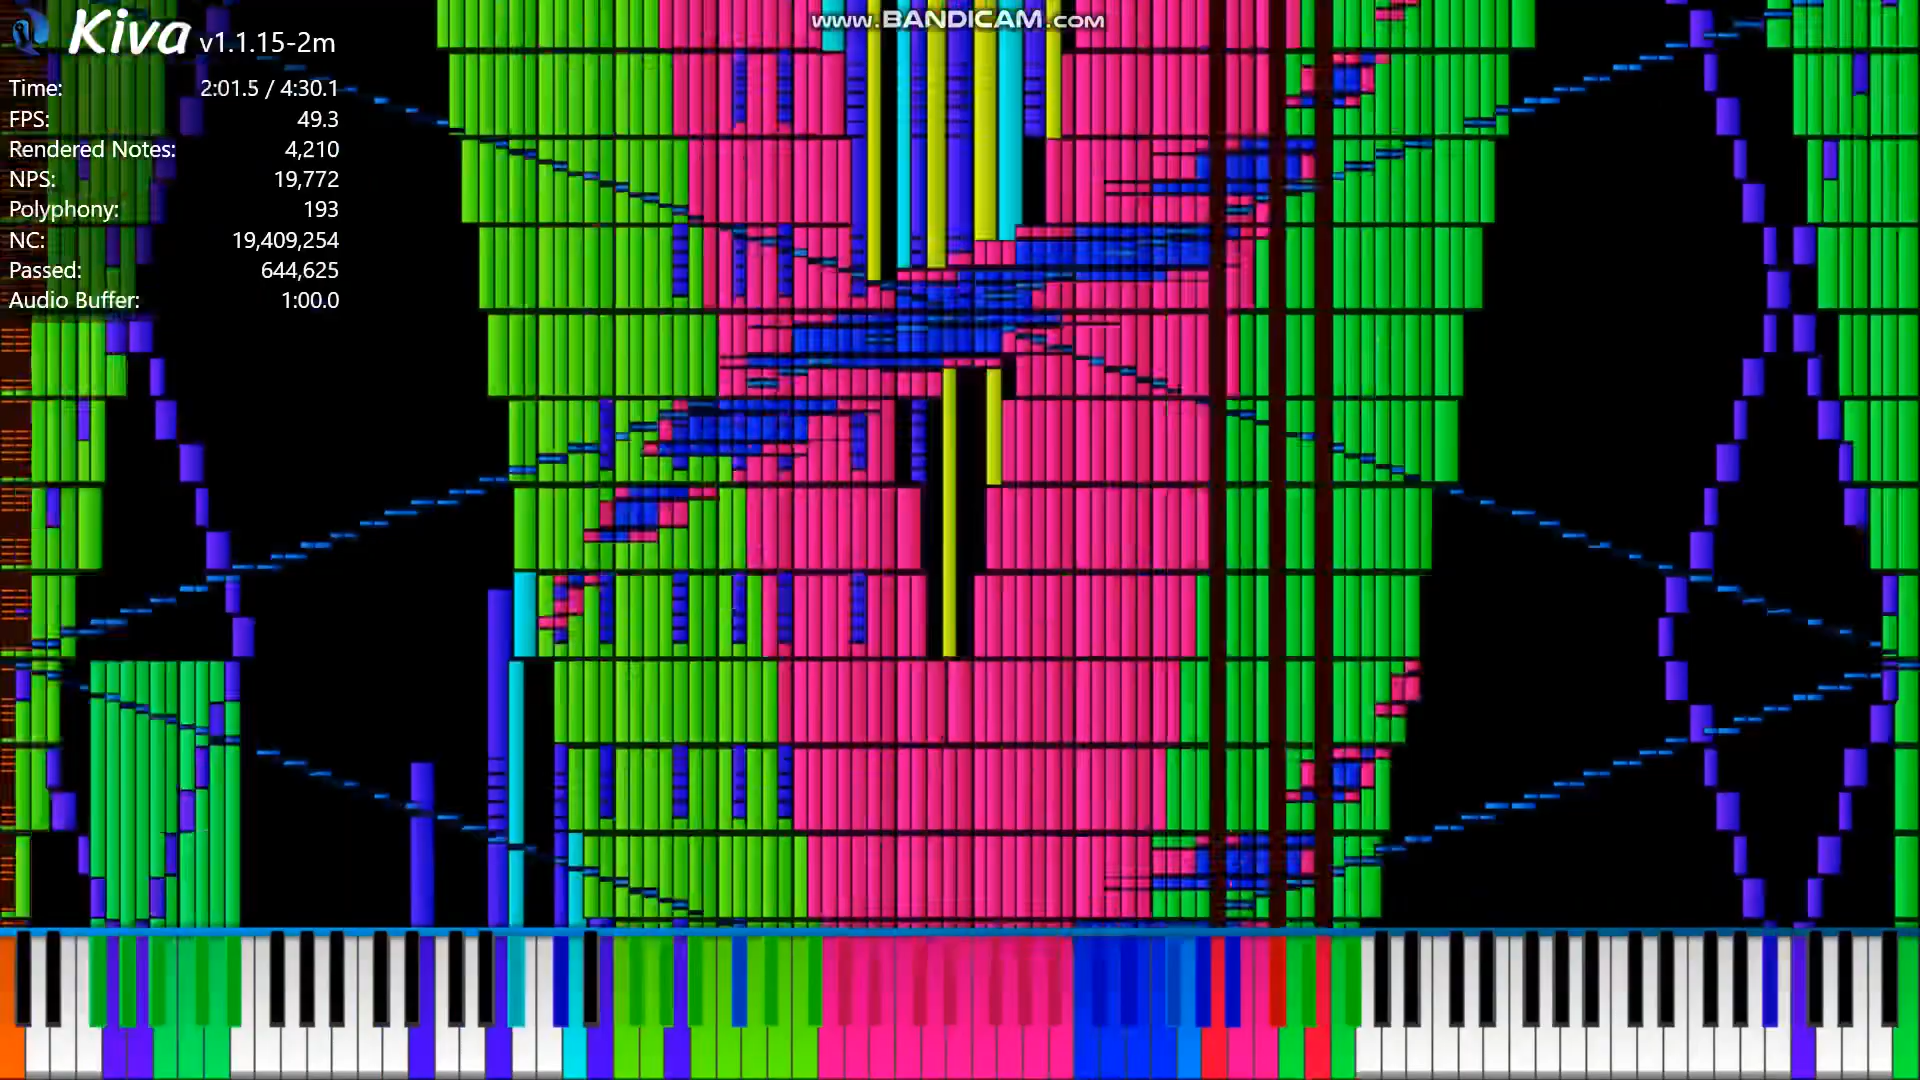 www.BANDICAM.com
Kiva v1.1.15-2m
Time: 2:01.5 / 4:30.1
FPS: 49.3
Rendered Notes: 4,210
NPS: 19,772
Polyphony: 193
NC: 19,409,254
Passed: 644,625
Audio Buffer: 1:00.0